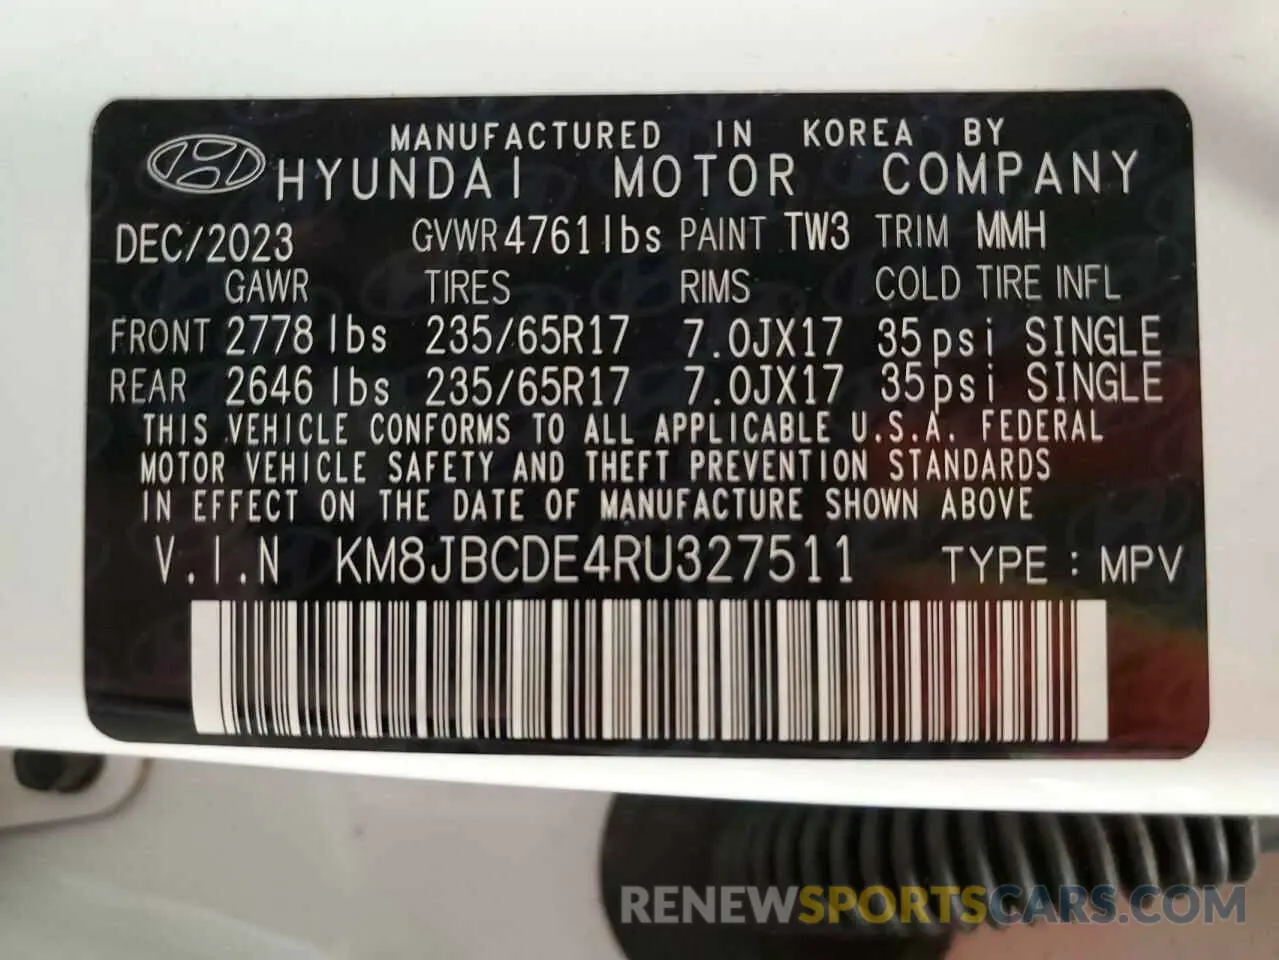 MANUFACTURED IN KOREA BY
HYUNDAI MOTOR COMPANY
DEC/2023 GVWR 4761lbs PAINT TW3 TRIM MMH
GAWR TIRES RIMS COLD TIRE INFL
FRONT 2778 lbs 235/65R17 7.0JX17 35psi SINGLE
REAR 2646 lbs 235/65R17 7.0JX17 35psi SINGLE
THIS VEHICLE CONFORMS TO ALL APPLICABLE U.S.A. FEDERAL
MOTOR VEHICLE SAFETY AND THEFT PREVENTION STANDARDS
IN EFFECT ON THE DATE OF MANUFACTURE SHOWN ABOVE
V.I.N KM8JBCDE4RU327511 TYPE : MPV
RENEWSPORTSCARS.COM